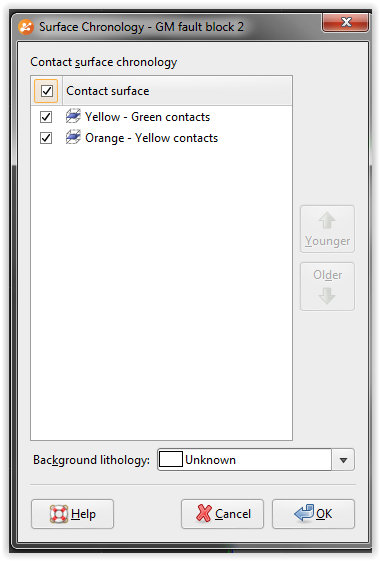 Surface Chronology - GM fault block 2
Contact surface chronology
Contact surface
Yellow - Green contacts
Orange - Yellow contacts
Younger
Older
Background lithology: Unknown
Help Cancel OK